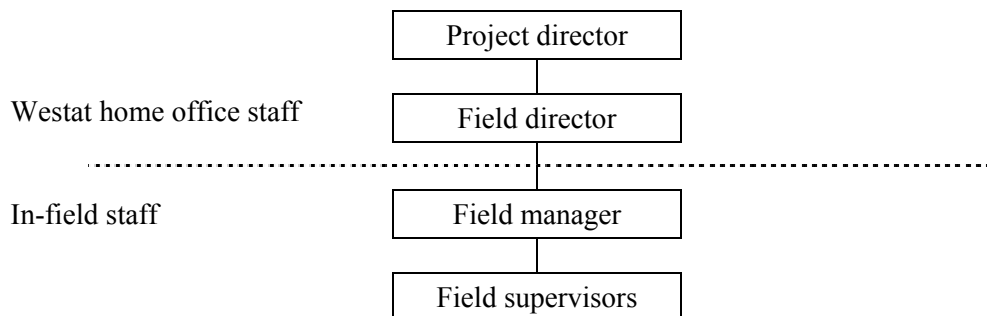 Project director
Westat home office staff
Field director
In-field staff
Field manager
Field supervisors